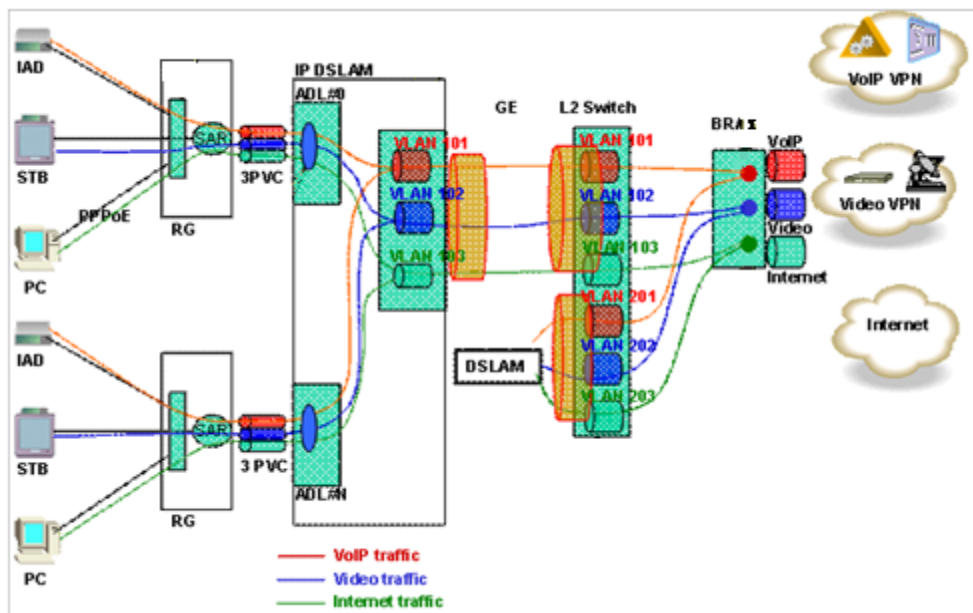 IAD
STB
PPPoE
PC
SAR
RG
3PVC
IP DSLAM
ADL#0
VLAN 101
VLAN 102
VLAN 103
GE
L2 Switch
VLAN 101
VLAN 102
VLAN 103
VLAN 201
VLAN 202
VLAN 203
DSLAM
VoIP
Video
Internet
VoIP VPN
Video VPN
Internet
IAD
STB
PC
SAR
RG
3 PVC
ADL#N
VoIP traffic
Video traffic
Internet traffic